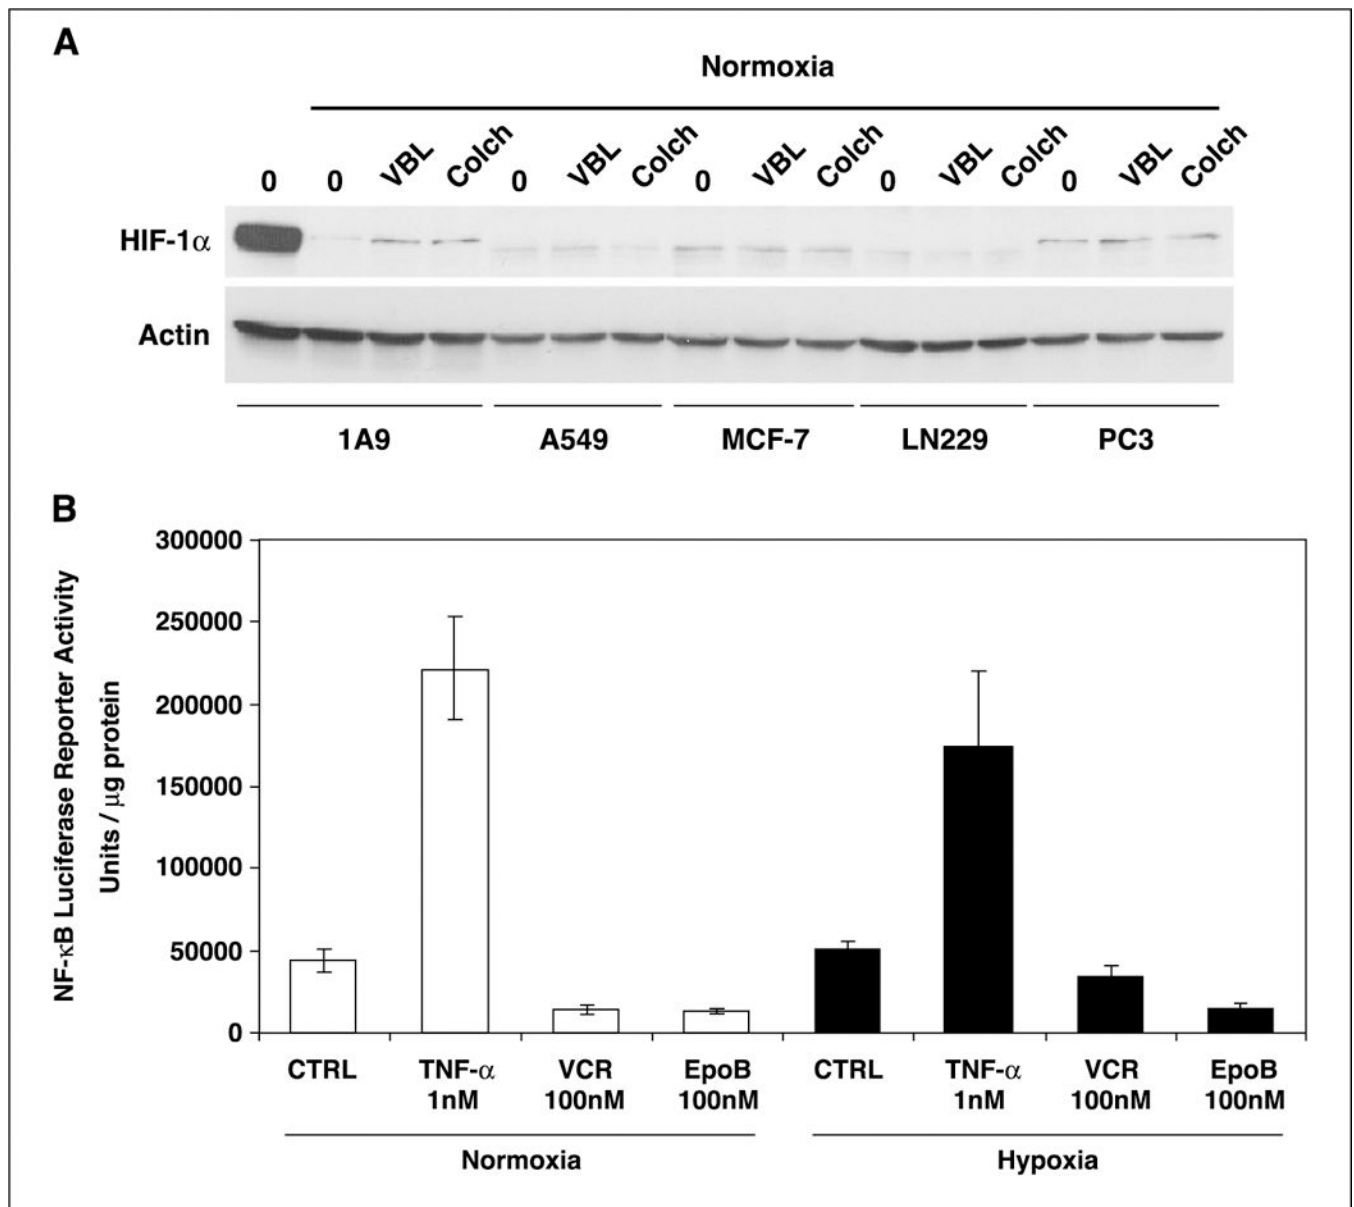 A
Normoxia
0 0 VBL Colch 0 VBL Colch 0 VBL Colch 0 VBL Colch 0 VBL Colch
HIF-1α
Actin
1A9 A549 MCF-7 LN229 PC3
B
NF-κB Luciferase Reporter Activity
Units / μg protein
300000
250000
200000
150000
100000
50000
0
CTRL TNF-α VCR EpoB CTRL TNF-α VCR EpoB
1nM 100nM 100nM 1nM 100nM 100nM
Normoxia Hypoxia